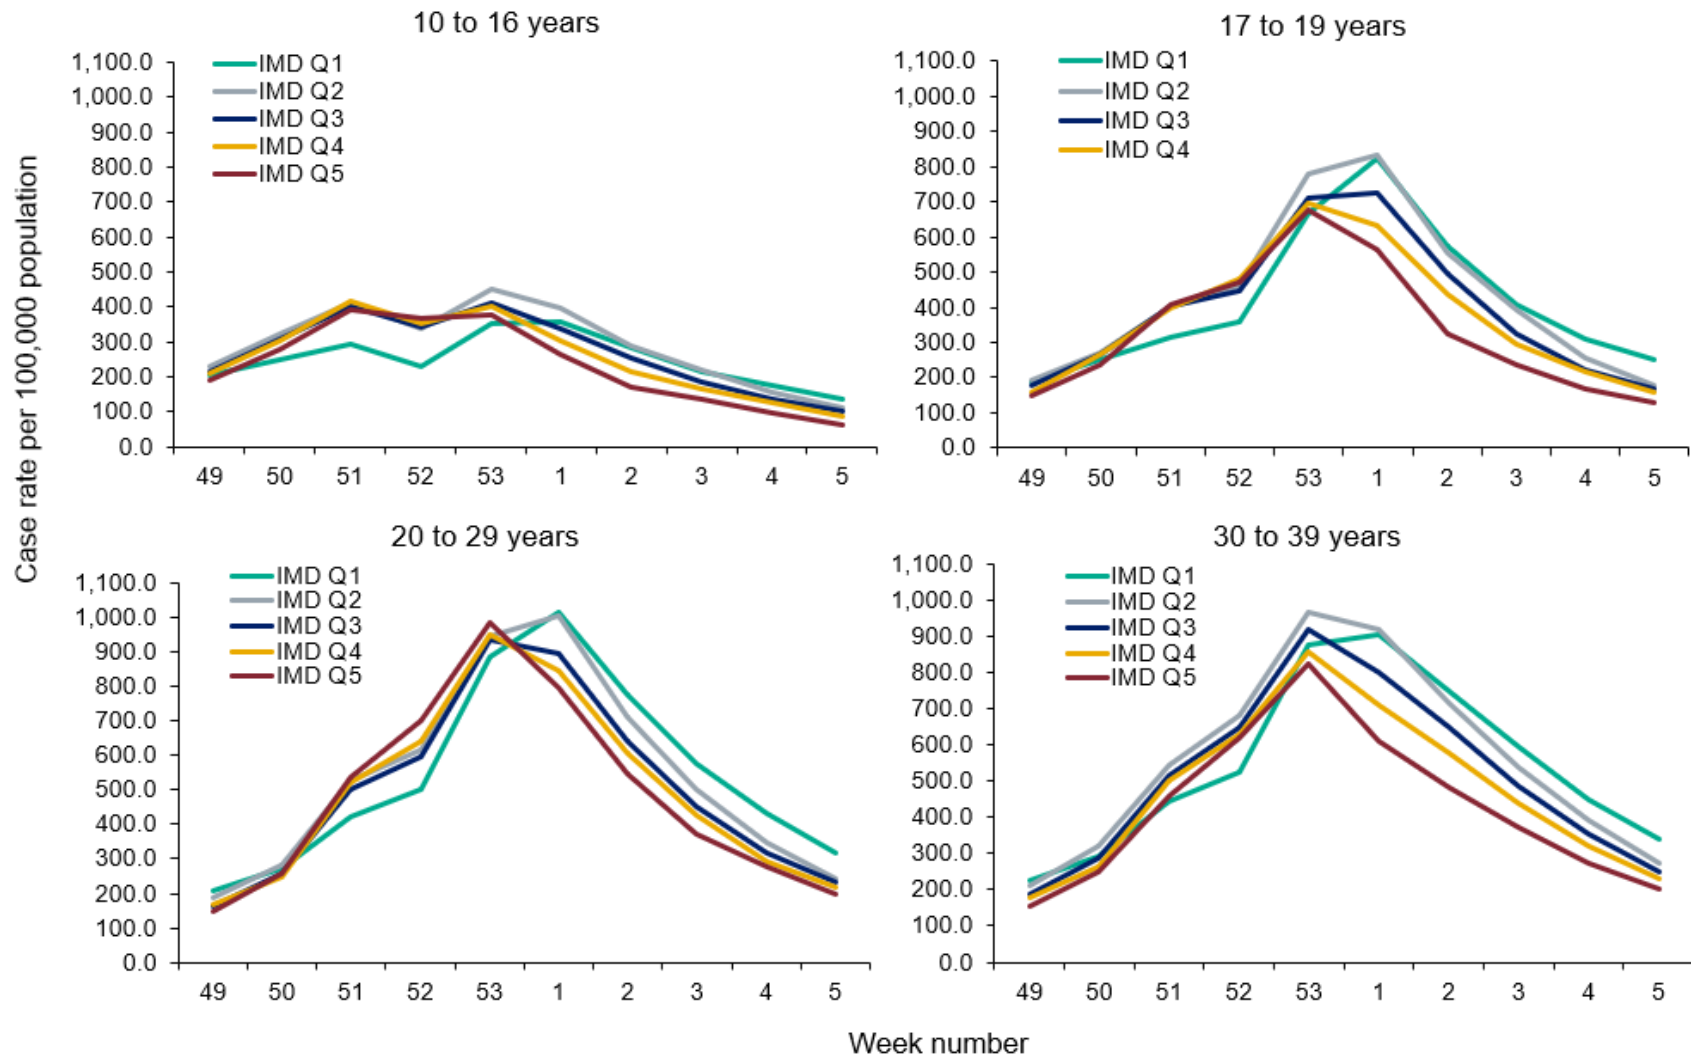 10 to 16 years
1,100.0
1,000.0
900.0
800.0
700.0
600.0
500.0
400.0
300.0
200.0
100.0
0.0
IMD Q1
IMD Q2
IMD Q3
IMD Q4
IMD Q5
49 50 51 52 53 1 2 3 4 5
17 to 19 years
1,100.0
1,000.0
900.0
800.0
700.0
600.0
500.0
400.0
300.0
200.0
100.0
0.0
IMD Q1
IMD Q2
IMD Q3
IMD Q4
49 50 51 52 53 1 2 3 4 5
Case rate per 100,000 population
20 to 29 years
1,100.0
1,000.0
900.0
800.0
700.0
600.0
500.0
400.0
300.0
200.0
100.0
0.0
IMD Q1
IMD Q2
IMD Q3
IMD Q4
IMD Q5
49 50 51 52 53 1 2 3 4 5
30 to 39 years
1,100.0
1,000.0
900.0
800.0
700.0
600.0
500.0
400.0
300.0
200.0
100.0
0.0
IMD Q1
IMD Q2
IMD Q3
IMD Q4
IMD Q5
49 50 51 52 53 1 2 3 4 5
Week number